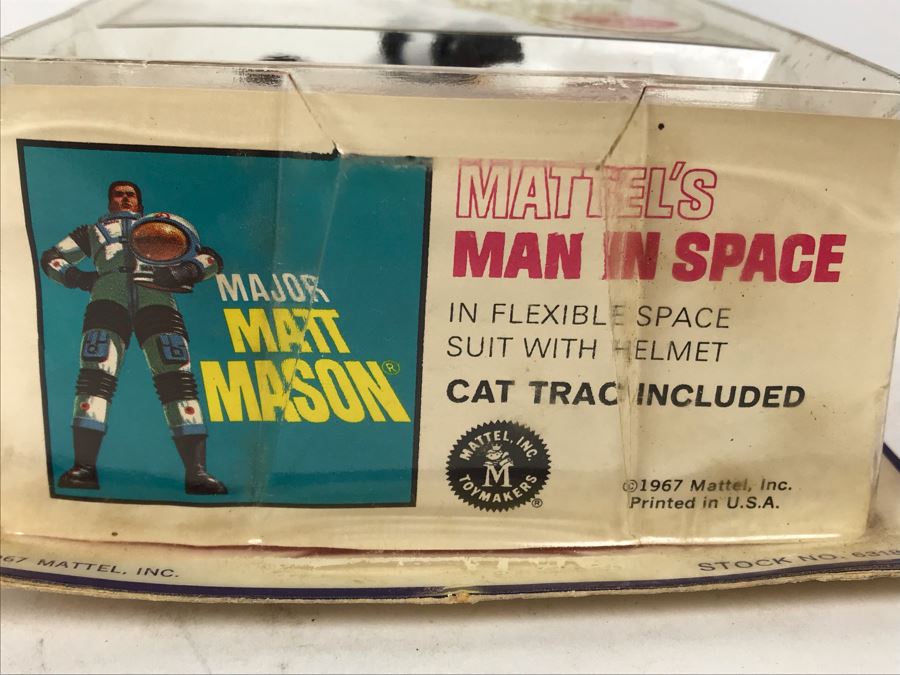 MAJOR
MATT
MASON®
MATTEL'S
MAN IN SPACE
IN FLEXIBLE SPACE
SUIT WITH HELMET
CAT TRAC INCLUDED
MATTEL, INC.
M
TOYMAKERS
®
©1967 Mattel, Inc.
Printed in U.S.A.
67 MATTEL, INC.
STOCK NO.